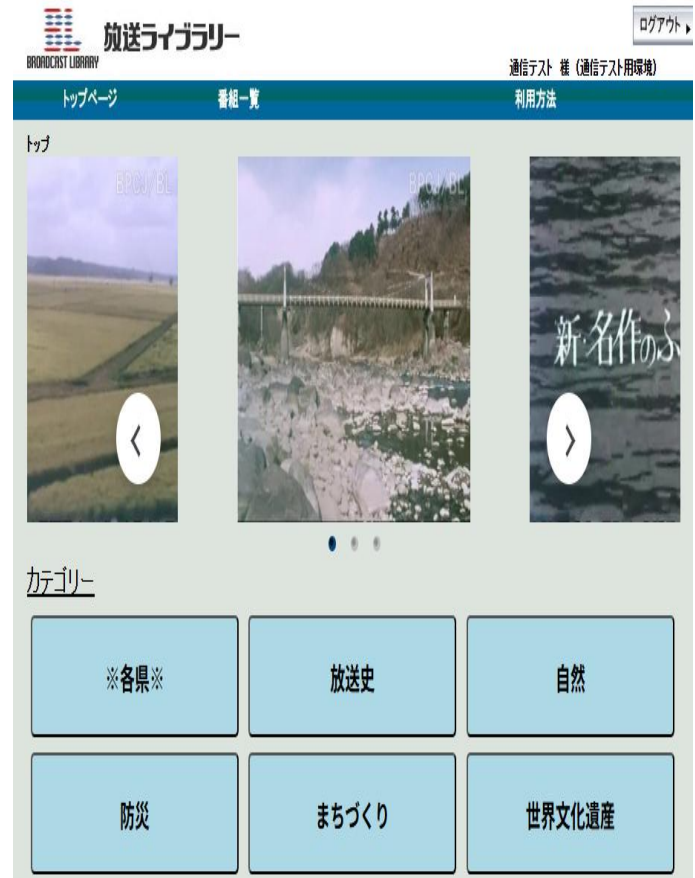 放送ライブラリー
BROADCAST LIBRARY
ログアウト
通信テスト 様 (通信テスト用環境)
トップページ 番組一覧 利用方法
トップ
BPCJ/BL
BPCJ/BL
新・名作のふ
カテゴリー
※各県※ 放送史 自然
防災 まちづくり 世界文化遺産